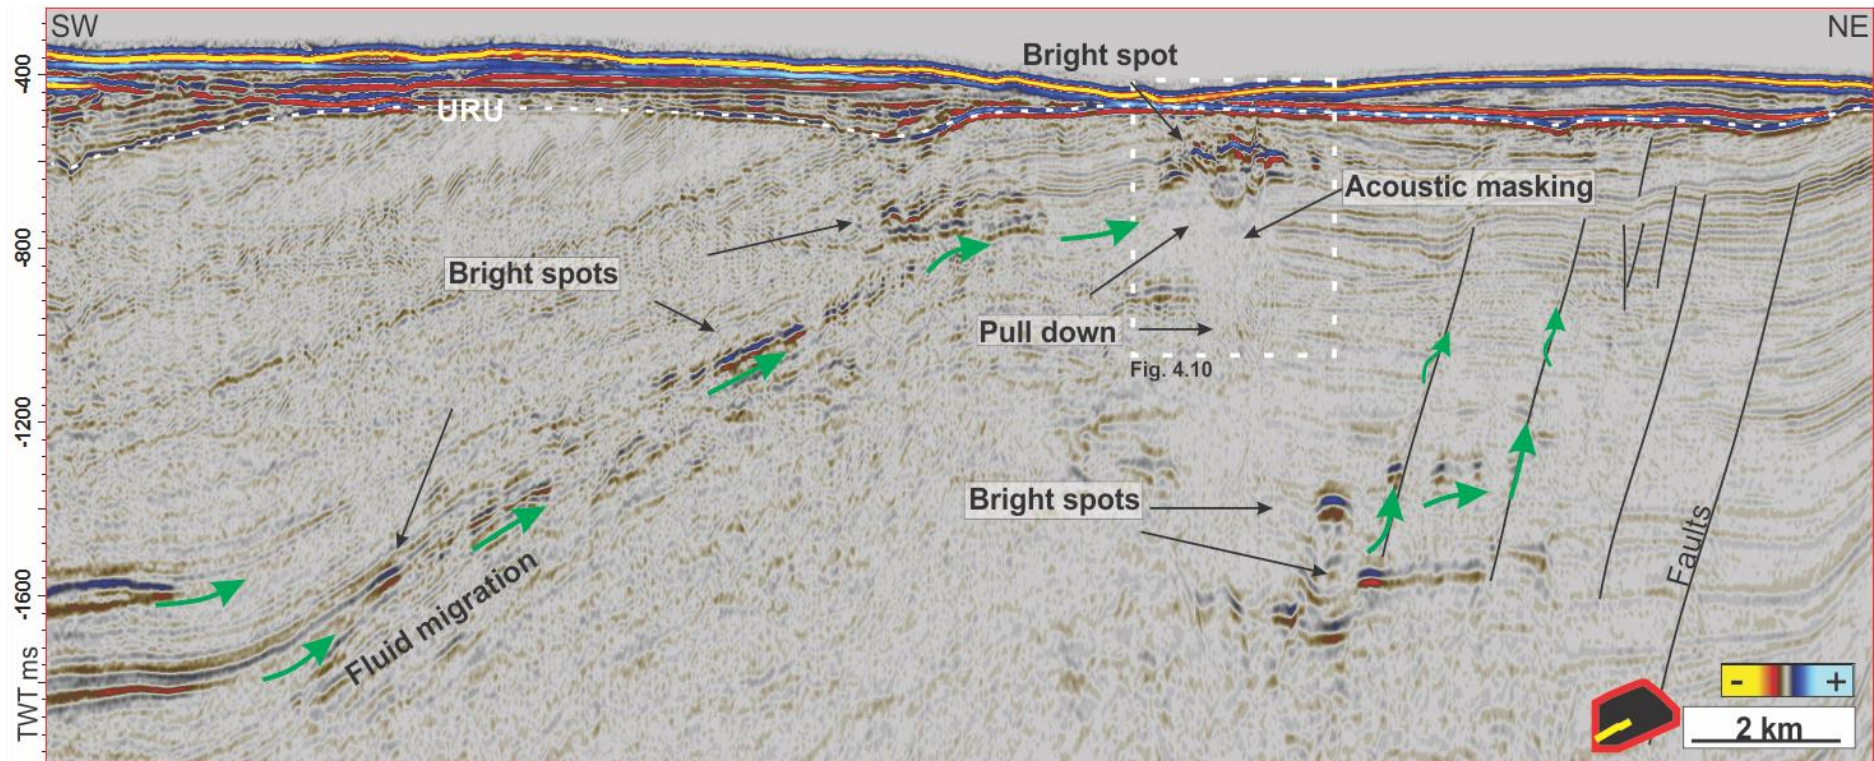 SW
NE
Bright spot
-400
URU
Acoustic masking
-800
Bright spots
Pull down
Fig. 4.10
-1200
Bright spots
Faults
-1600
Fluid migration
TWT ms
- +
2 km